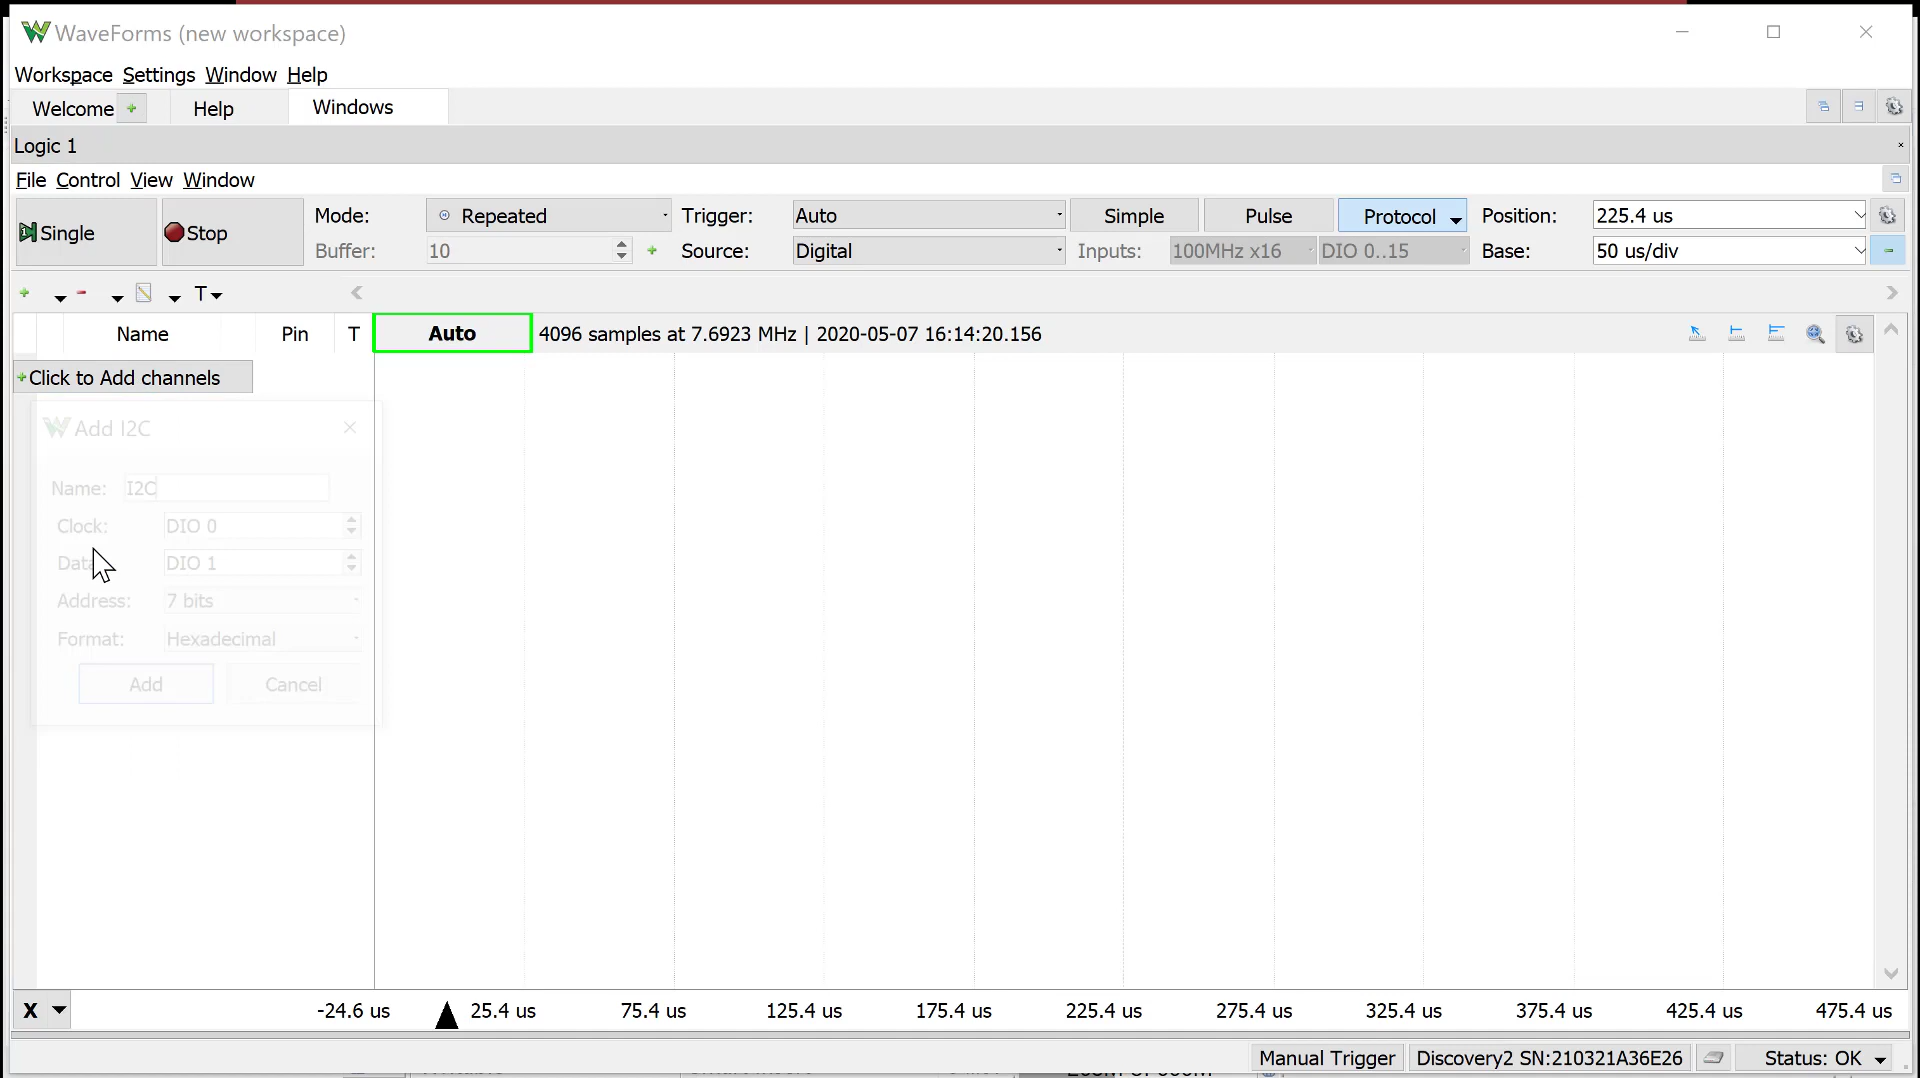 WaveForms (new workspace)
Workspace Settings Window Help
Welcome + Help Windows
Logic 1
File Control View Window
Single Stop Mode: Repeated Trigger: Auto Simple Pulse Protocol Position: 225.4 us
Buffer: 10 Source: Digital Inputs: 100MHz x16 DIO 0..15 Base: 50 us/div
T
Name Pin T Auto 4096 samples at 7.6923 MHz | 2020-05-07 16:14:20.156
+ Click to Add channels
Add I2C
Name: I2C
Clock: DIO 0
Data DIO 1
Address: 7 bits
Format: Hexadecimal
Add Cancel
X -24.6 us 25.4 us 75.4 us 125.4 us 175.4 us 225.4 us 275.4 us 325.4 us 375.4 us 425.4 us 475.4 us
Manual Trigger Discovery2 SN:210321A36E26 Status: OK